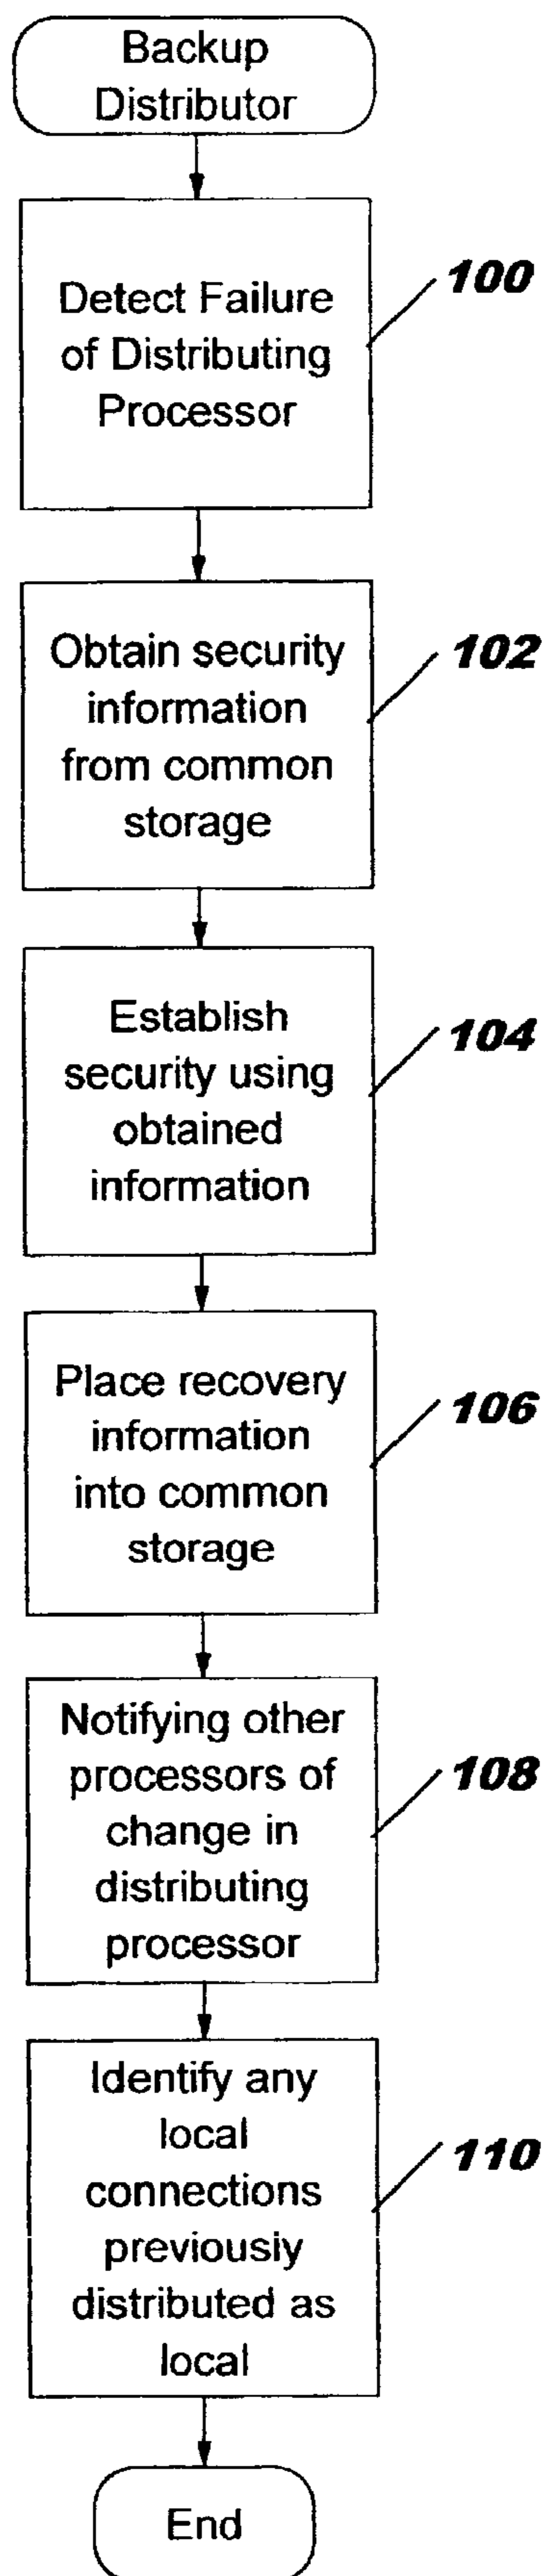 Backup
Distributor
Detect Failure
of Distributing
Processor
100
Obtain security
information
from common
storage
102
Establish
security using
obtained
information
104
Place recovery
information
into common
storage
106
Notifying other
processors of
change in
distributing
processor
108
Identify any
local
connections
previously
distributed as
local
110
End